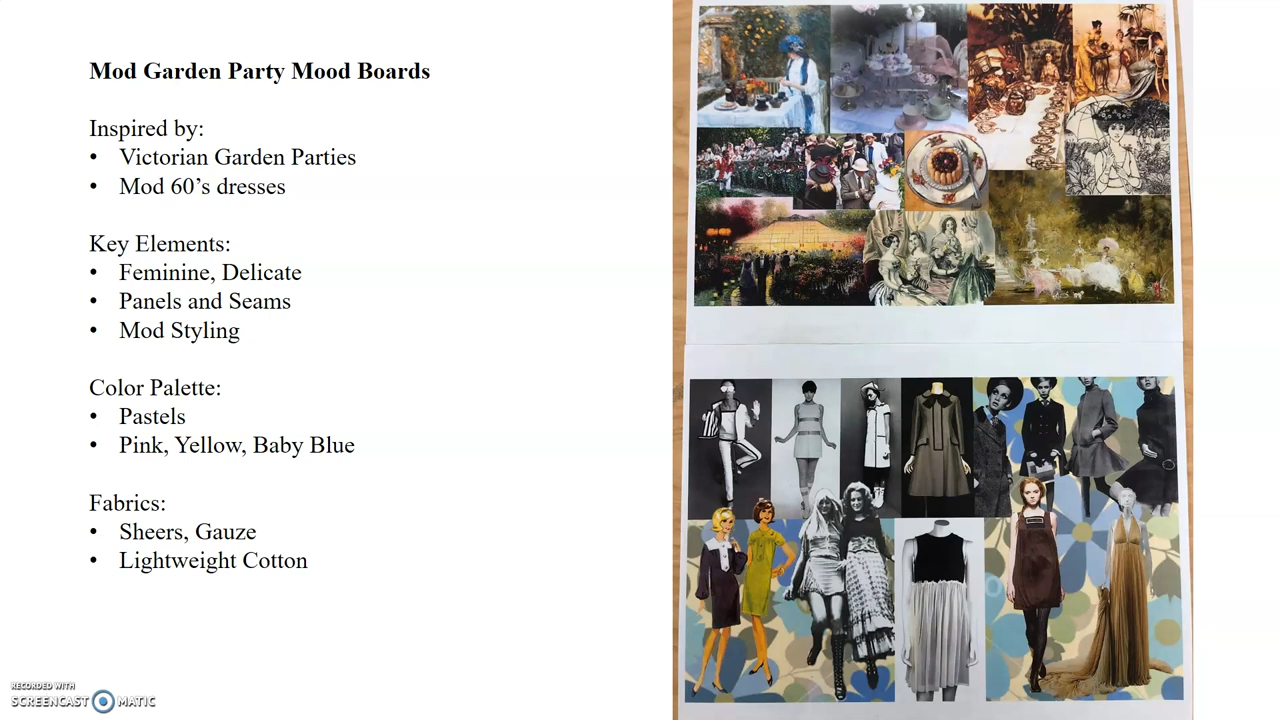 Mod Garden Party Mood Boards
Inspired by:
• Victorian Garden Parties
• Mod 60’s dresses
Key Elements:
• Feminine, Delicate
• Panels and Seams
• Mod Styling
Color Palette:
• Pastels
• Pink, Yellow, Baby Blue
Fabrics:
• Sheers, Gauze
• Lightweight Cotton
RECORDED WITH
SCREENCAST MATIC